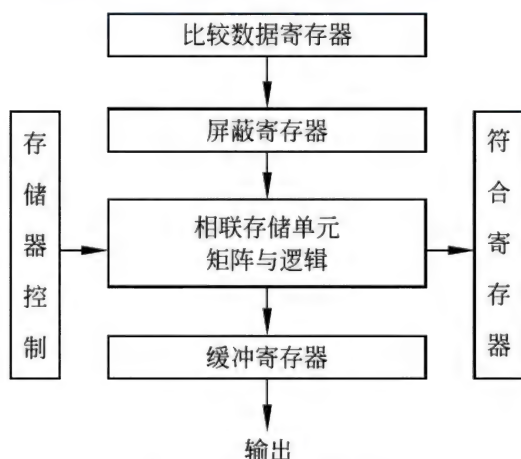 比较数据寄存器
屏蔽寄存器
存储器控制
相联存储单元
矩阵与逻辑
符合寄存器
缓冲寄存器
输出